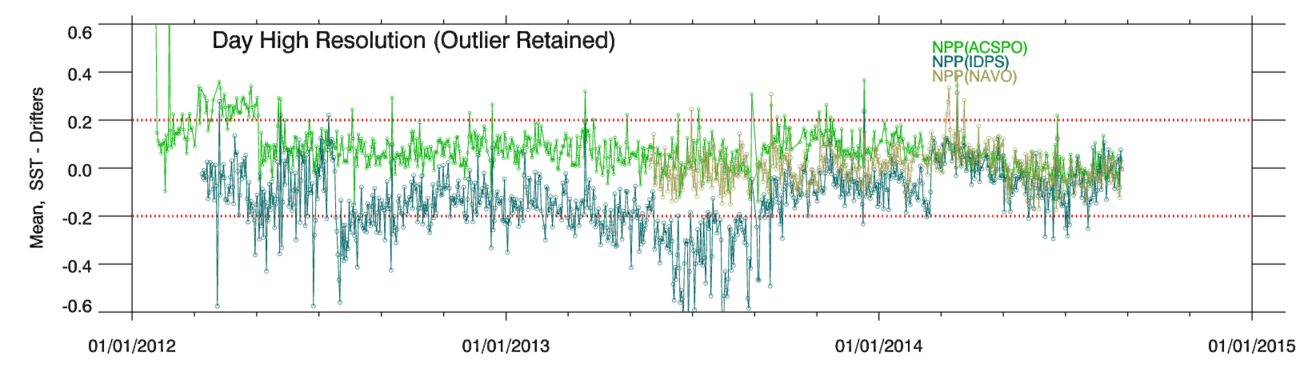 Day High Resolution (Outlier Retained)
NPP(ACSPO)
NPP(IDPS)
NPP(NAVO)
Mean, SST - Drifters
0.6
0.4
0.2
0.0
-0.2
-0.4
-0.6
01/01/2012
01/01/2013
01/01/2014
01/01/2015